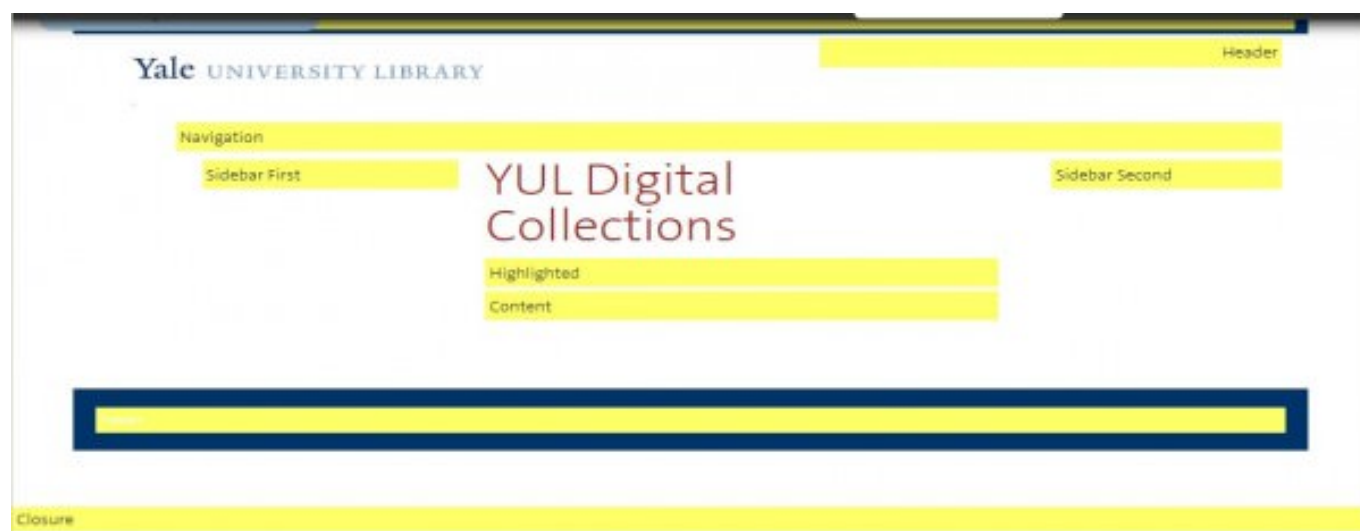 Header
Yale UNIVERSITY LIBRARY
Navigation
Sidebar First
YUL Digital
Collections
Sidebar Second
Highlighted
Content
Closure